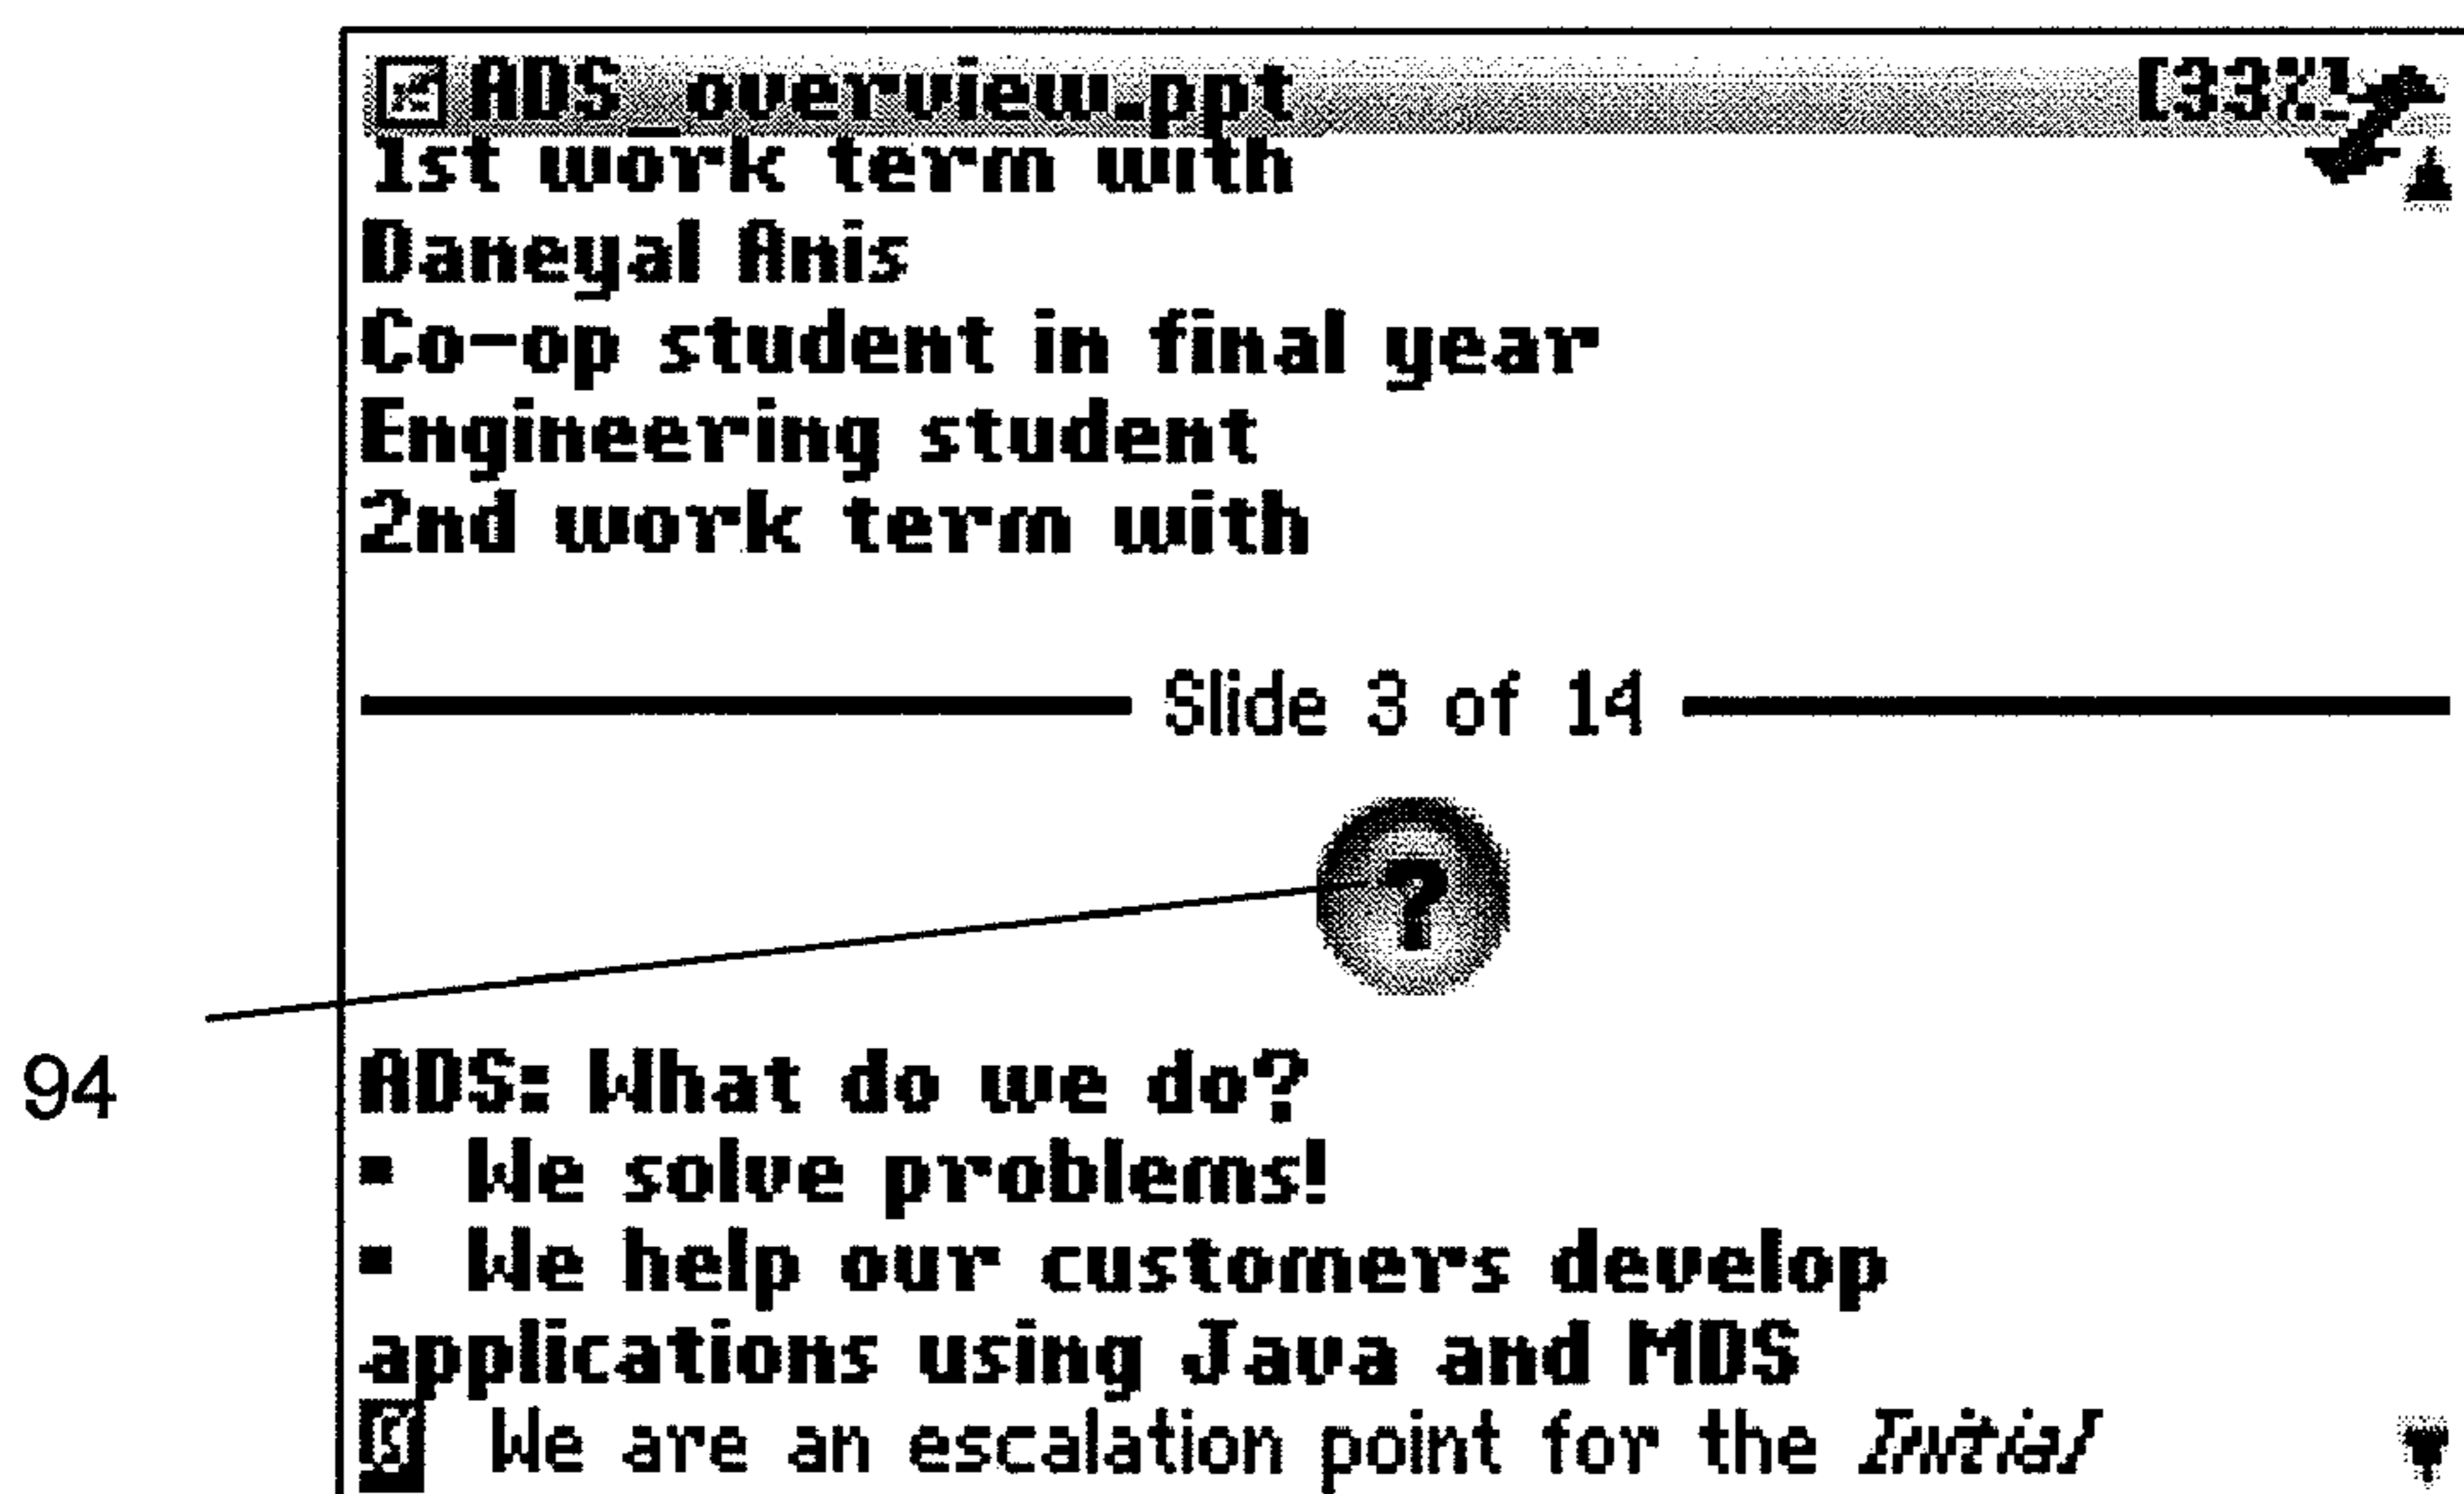 ADS_overview.ppt [33%]
1st work term with
Daneyal Anis
Co-op student in final year
Engineering student
2nd work term with
Slide 3 of 14
?
94
ADS: What do we do?
▪ We solve problems!
▪ We help our customers develop
applications using Java and MDS
We are an escalation point for the Initial